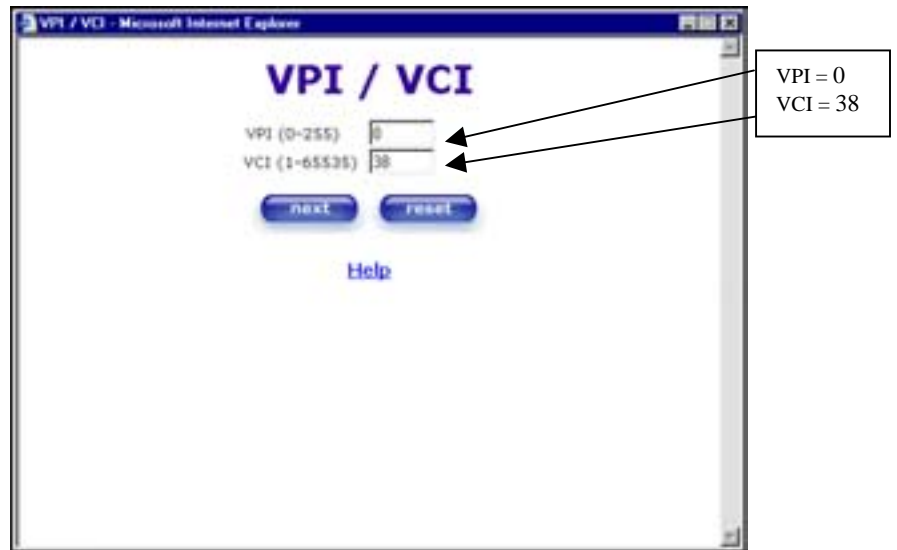 VPI / VCI - Microsoft Internet Explorer
VPI / VCI
VPI (0-255) 0
VCI (1-65535) 38
next reset
Help
VPI = 0
VCI = 38